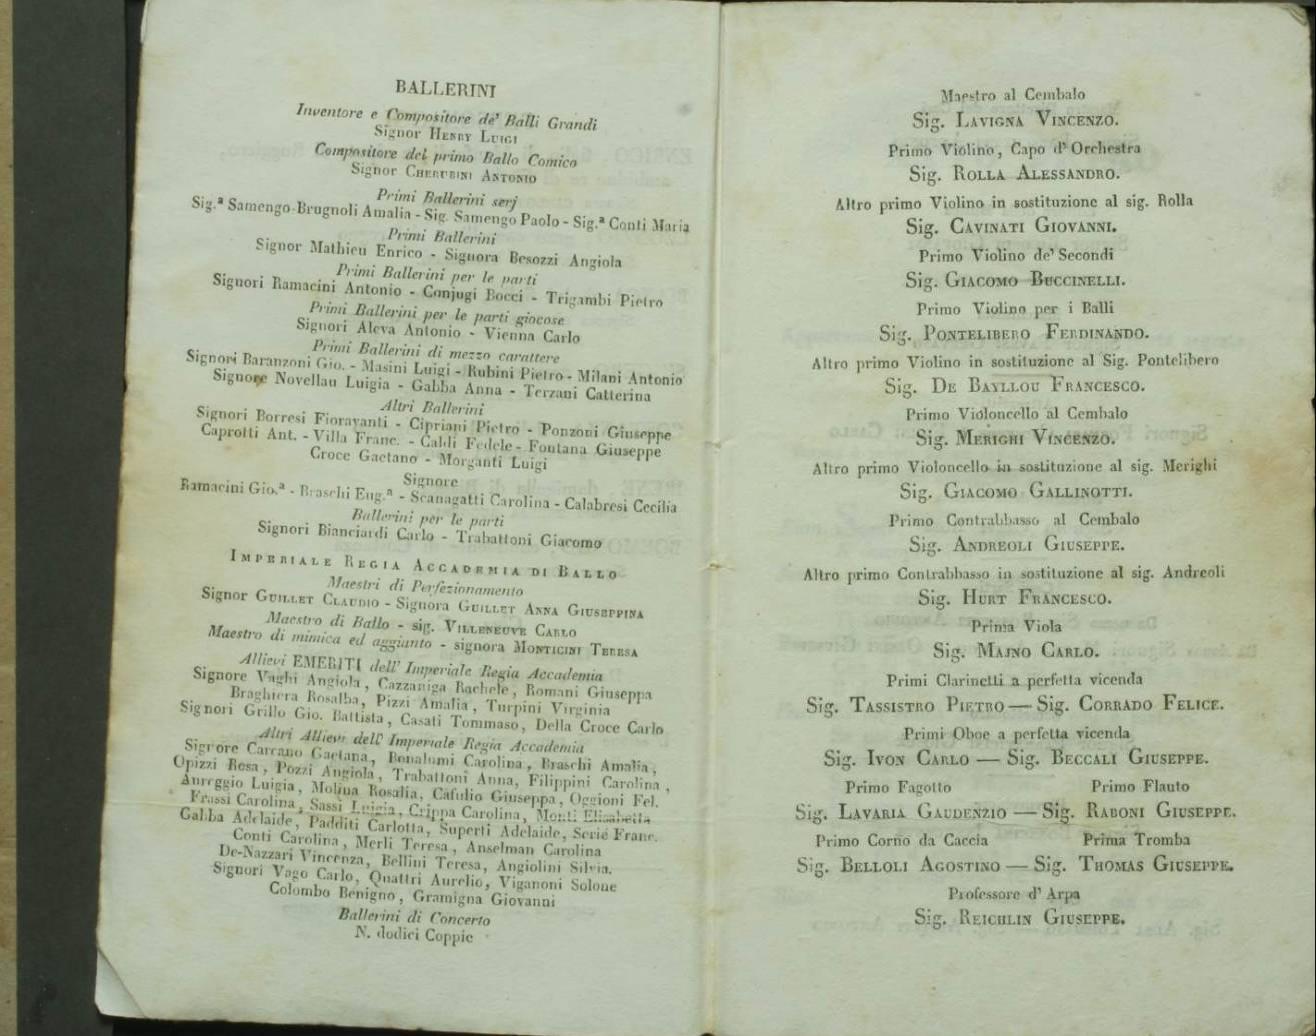 BALLERINI
Inventore e Compositore de' Balli Grandi
Signor HENRY LUIGI
Compositore del primo Ballo Comico
Signor CHERUBINI ANTONIO
Primi Ballerini serj
Sig.ª Samengo-Brugnoli Amalia - Sig. Samengo Paolo - Sig.ª Conti Maria
Primi Ballerini
Signor Mathieu Enrico - Signora Besozzi Angiola
Primi Ballerini per le parti
Signori Ramacini Antonio - Conjugi Bocci - Trigambi Pietro
Primi Ballerini per le parti giocose
Signori Aleva Antonio - Vienna Carlo
Primi Ballerini di mezzo carattere
Signori Baranzoni Gio. - Masini Luigi - Rubini Pietro - Milani Antonio
Signore Novellau Luigia - Gabba Anna - Terzani Catterina
Altri Ballerini
Signori Borresi Fioravanti - Cipriani Pietro - Ponzoni Giuseppe
Caprotti Ant. - Villa Franc. - Caldi Fedele - Fontana Giuseppe
Croce Gaetano - Morganti Luigi
Signore
Ramacini Gio.ª - Braschi Eug.ª - Scanagatti Carolina - Calabresi Cecilia
Ballerini per le parti
Signori Bianciardi Carlo - Trabattoni Giacomo
IMPERIALE REGIA ACCADEMIA DI BALLO
Maestri di Perfezionamento
Signor GUILLET CLAUDIO - Signora GUILLET ANNA GIUSEPPINA
Maestro di Ballo - sig. VILLENEUVE CARLO
Maestro di mimica ed aggiunto - signora MONTICINI TERESA
Allievi EMERITI dell' Imperiale Regia Accademia
Signore Vaghi Angiola, Cazzaniga Rachele, Romani Giuseppa
Braghiera Rosalba, Pizzi Amalia, Turpini Virginia
Signori Grillo Gio. Battista, Casati Tommaso, Della Croce Carlo
Altri Allievi dell' Imperiale Regia Accademia
Signore Carcano Gaetana, Bonalumi Carolina, Braschi Amalia,
Opizzi Rosa, Pozzi Angiola, Trabattoni Anna, Filippini Carolina,
Aureggio Luigia, Molina Rosalia, Cafulio Giuseppa, Oggioni Fel.
Frassi Carolina, Sassi Luigia, Crippa Carolina, Monti Elisabetta
Gabba Adelaide, Padditi Carlotta, Superti Adelaide, Serié Franc.
Conti Carolina, Merli Teresa, Anselman Carolina
De-Nazzari Vincenza, Bellini Teresa, Angiolini Silvia.
Signori Vago Carlo, Quattri Aurelio, Viganoni Solone
Colombo Benigno, Gramigna Giovanni
Ballerini di Concerto
N. dodici Coppie
Maestro al Cembalo
Sig. LAVIGNA VINCENZO.
Primo Violino, Capo d' Orchestra
Sig. ROLLA ALESSANDRO.
Altro primo Violino in sostituzione al sig. Rolla
Sig. CAVINATI GIOVANNI.
Primo Violino de' Secondi
Sig. GIACOMO BUCCINELLI.
Primo Violino per i Balli
Sig. PONTELIBERO FERDINANDO.
Altro primo Violino in sostituzione al Sig. Pontelibero
Sig. DE BAYLLOU FRANCESCO.
Primo Violoncello al Cembalo
Sig. MERIGHI VINCENZO.
Altro primo Violoncello in sostituzione al sig. Merighi
Sig. GIACOMO GALLINOTTI.
Primo Contrabbasso al Cembalo
Sig. ANDREOLI GIUSEPPE.
Altro primo Contrabbasso in sostituzione al sig. Andreoli
Sig. HURT FRANCESCO.
Prima Viola
Sig. MAJNO CARLO.
Primi Clarinetti a perfetta vicenda
Sig. TASSISTRO PIETRO — Sig. CORRADO FELICE.
Primi Oboe a perfetta vicenda
Sig. IVON CARLO — Sig. BECCALI GIUSEPPE.
Primo Fagotto Primo Flauto
Sig. LAVARIA GAUDENZIO — Sig. RABONI GIUSEPPE.
Primo Corno da Caccia Prima Tromba
Sig. BELLOLI AGOSTINO — Sig. THOMAS GIUSEPPE.
Professore d' Arpa
Sig. REICHLIN GIUSEPPE.